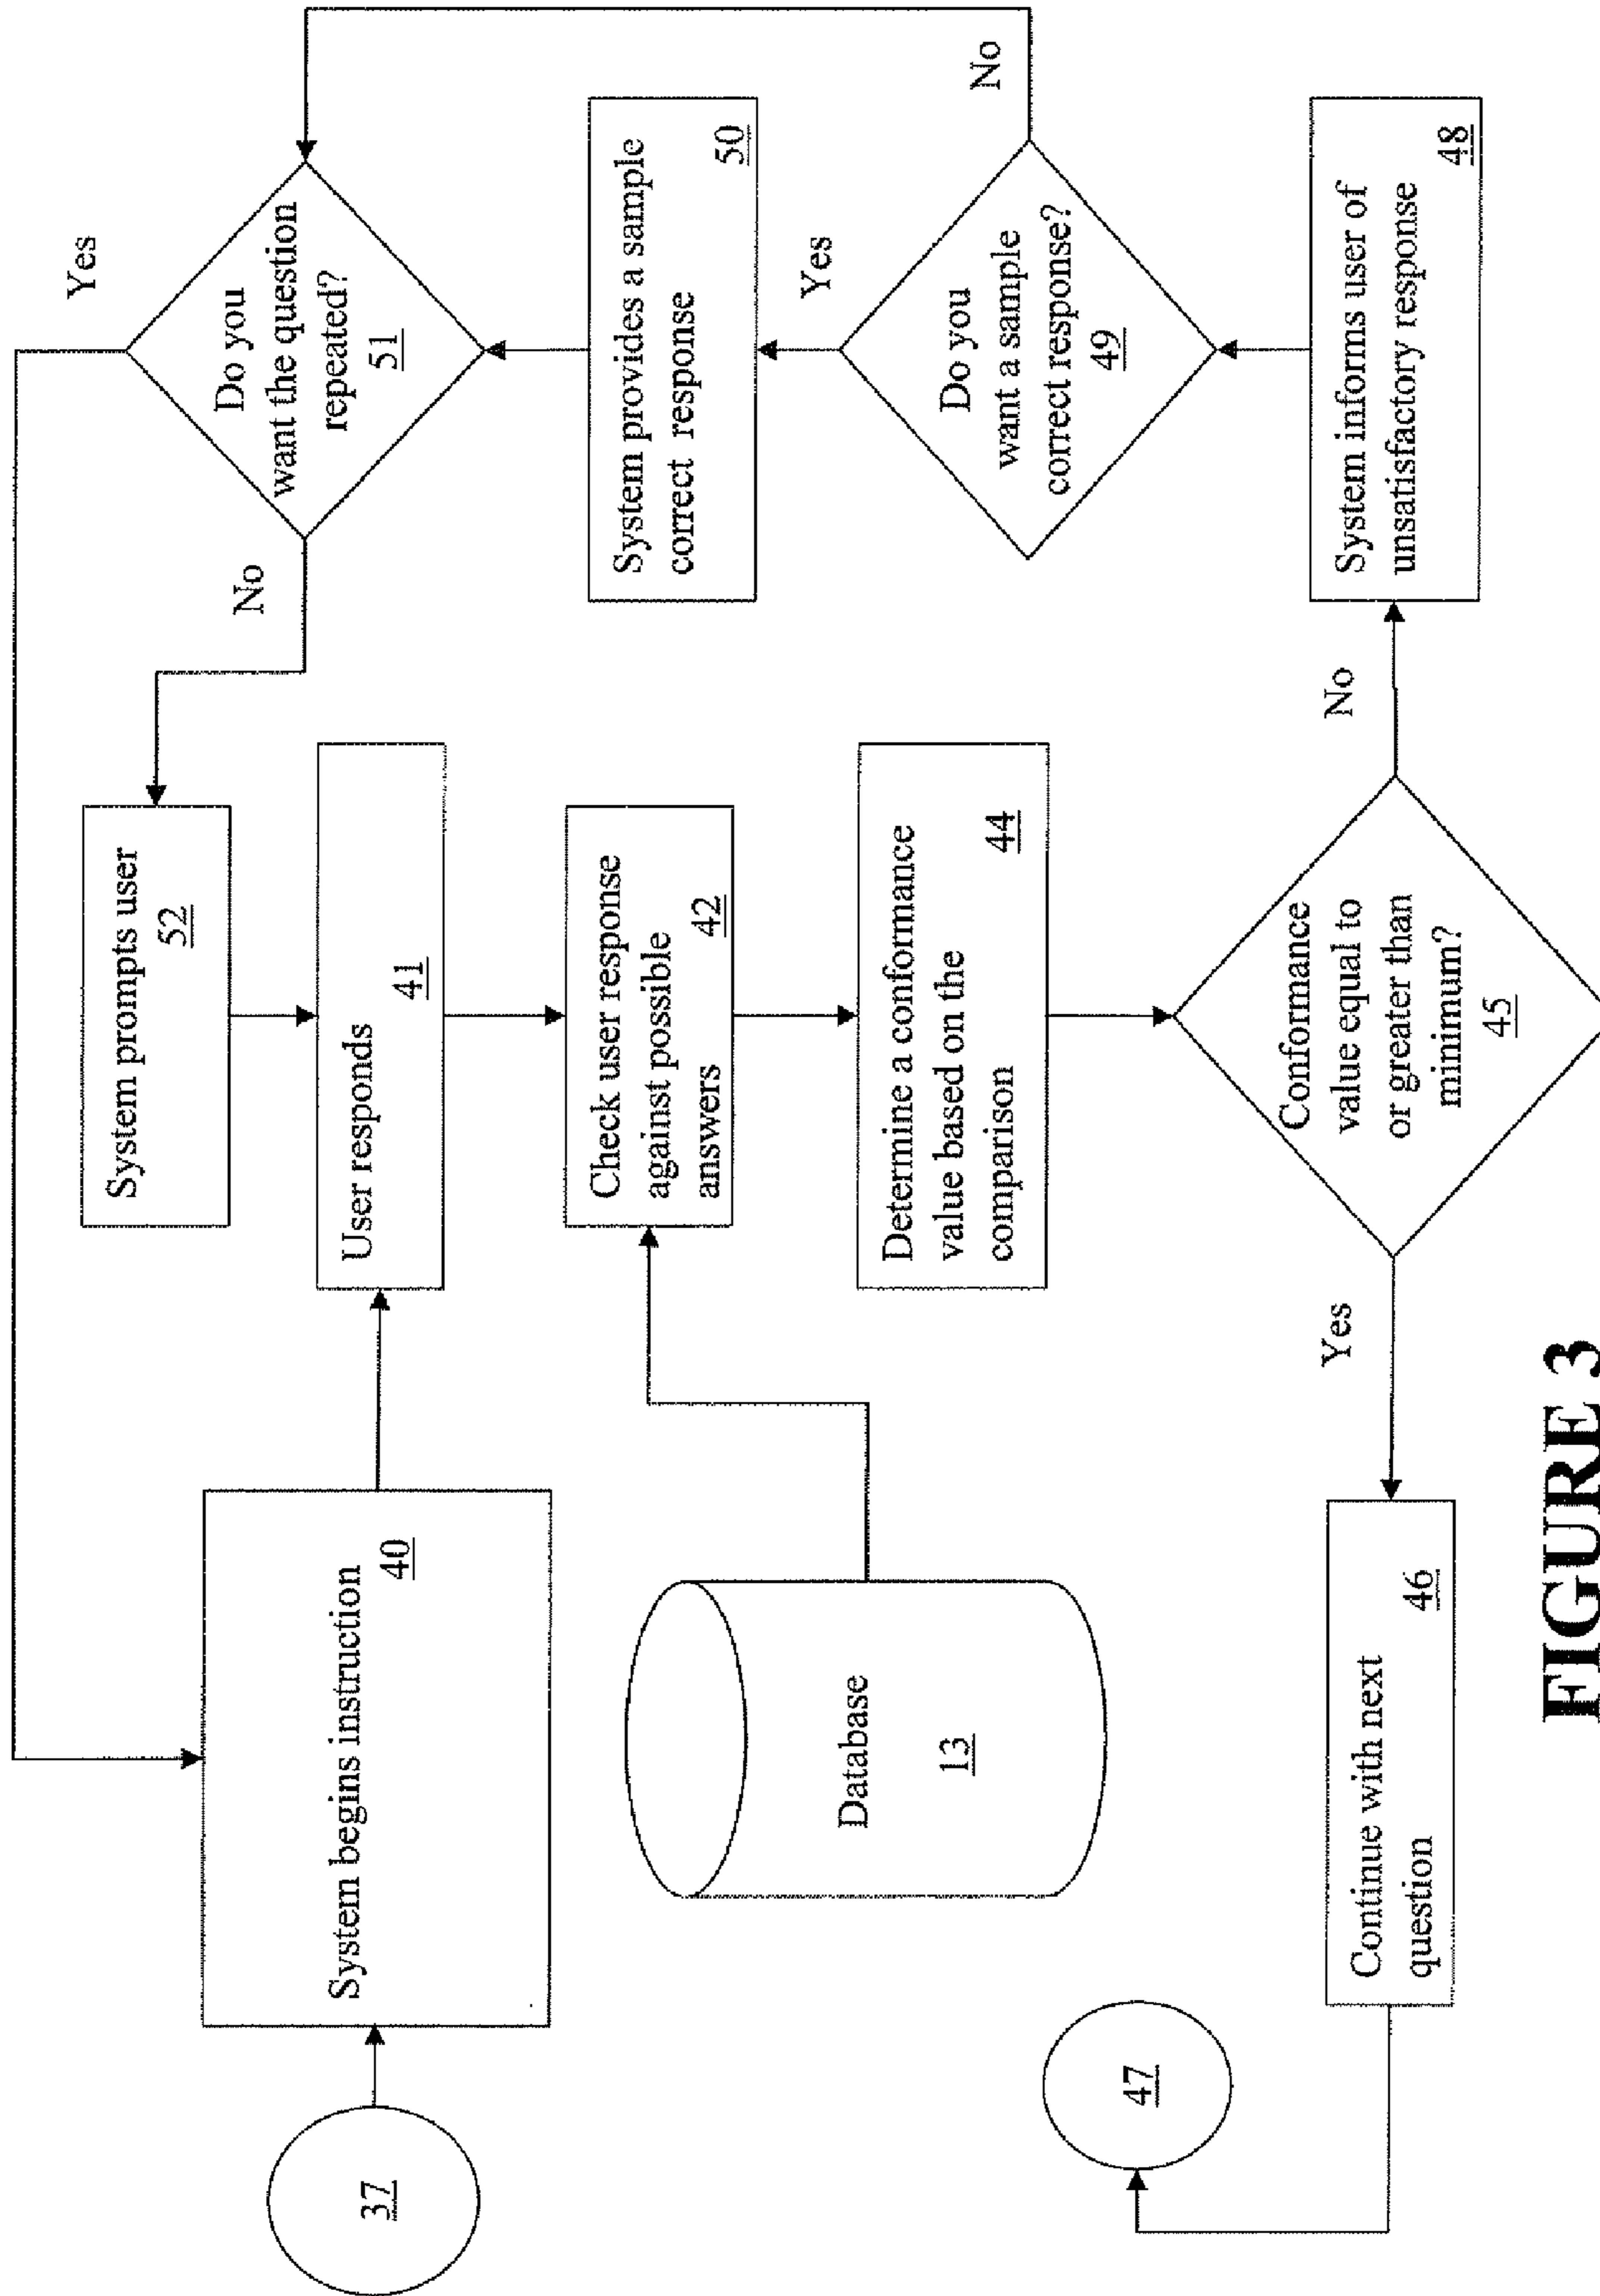 37
System begins instruction
40
System prompts user
52
User responds
41
Database
13
Check user response
against possible
answers
42
Determine a conformance
value based on the
comparison
44
Conformance
value equal to
or greater than
minimum?
45
Yes
No
Continue with next
question
46
47
System informs user of
unsatisfactory response
48
Do you
want a sample
correct response?
49
Yes
No
System provides a sample
correct response
50
Do you
want the question
repeated?
51
Yes
No
FIGURE 3